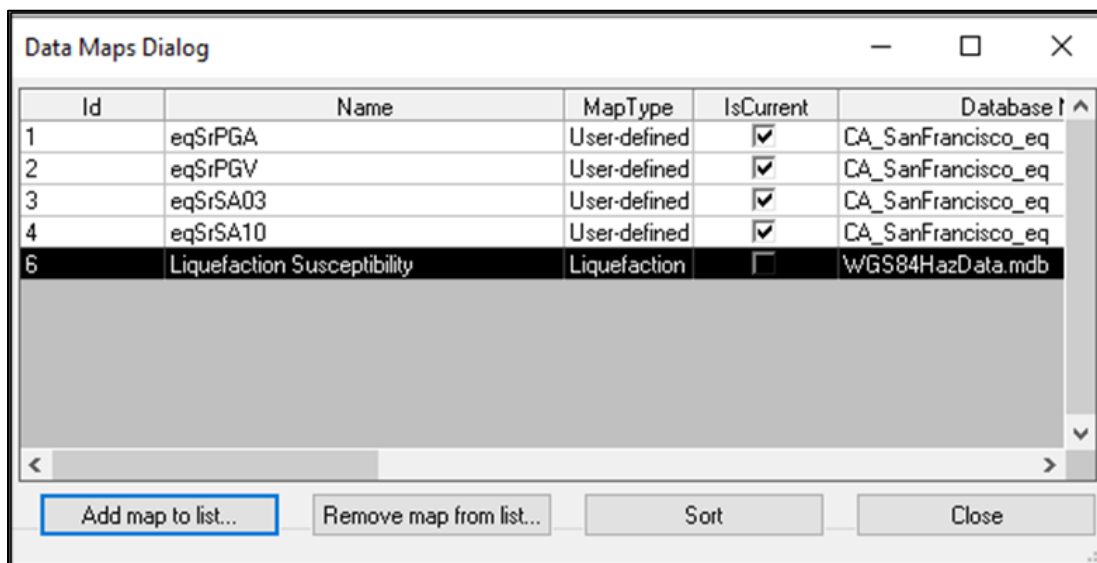 Data Maps Dialog
Id Name MapType IsCurrent Database
1 eqSrPGA User-defined CA_SanFrancisco_eq
2 eqSrPGV User-defined CA_SanFrancisco_eq
3 eqSrSA03 User-defined CA_SanFrancisco_eq
4 eqSrSA10 User-defined CA_SanFrancisco_eq
6 Liquefaction Susceptibility Liquefaction WGS84HazData.mdb
Add map to list... Remove map from list... Sort Close